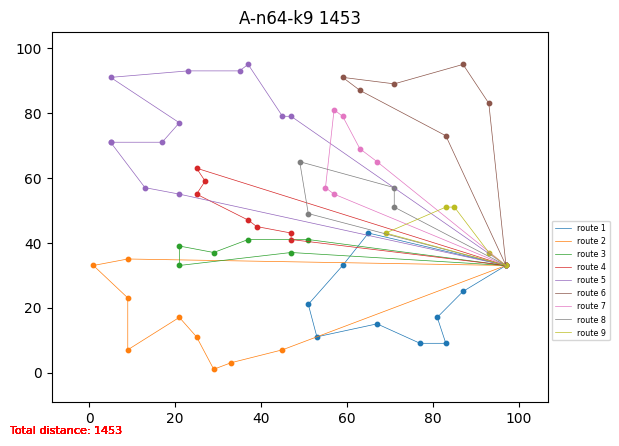 A-n64-k9 1453
100
80
60
40
20
0
0 20 40 60 80 100
route 1
route 2
route 3
route 4
route 5
route 6
route 7
route 8
route 9
Total distance: 1453